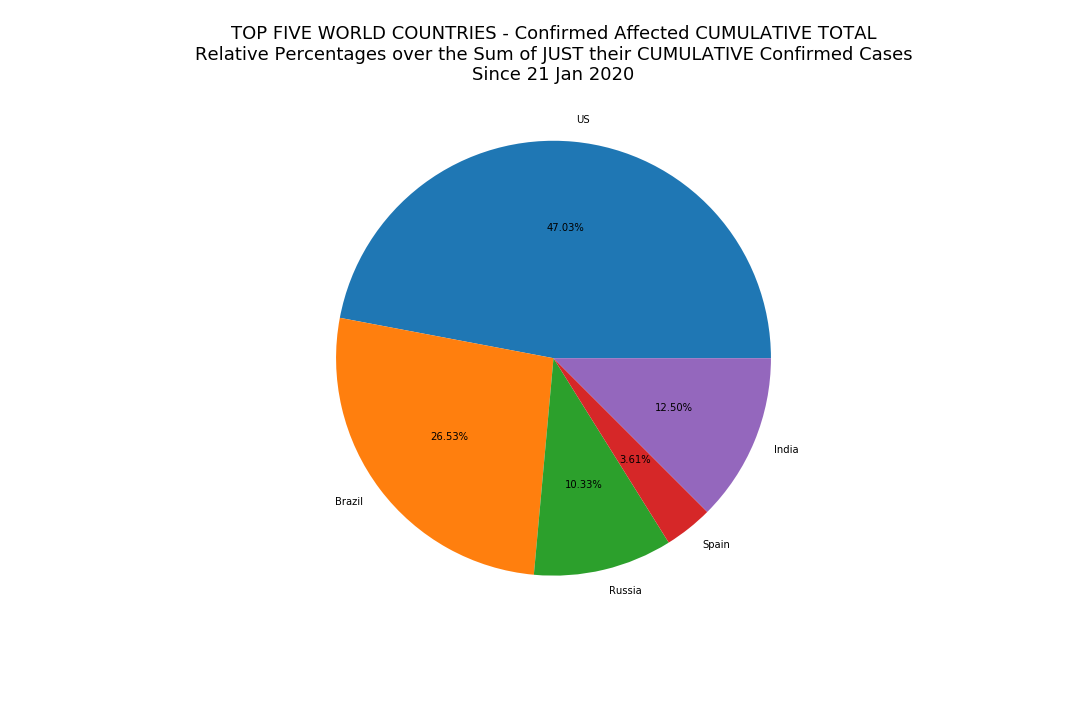 TOP FIVE WORLD COUNTRIES - Confirmed Affected CUMULATIVE TOTAL
Relative Percentages over the Sum of JUST their CUMULATIVE Confirmed Cases
Since 21 Jan 2020
US
47.03%
26.53%
Brazil
10.33%
Russia
3.61%
Spain
12.50%
India